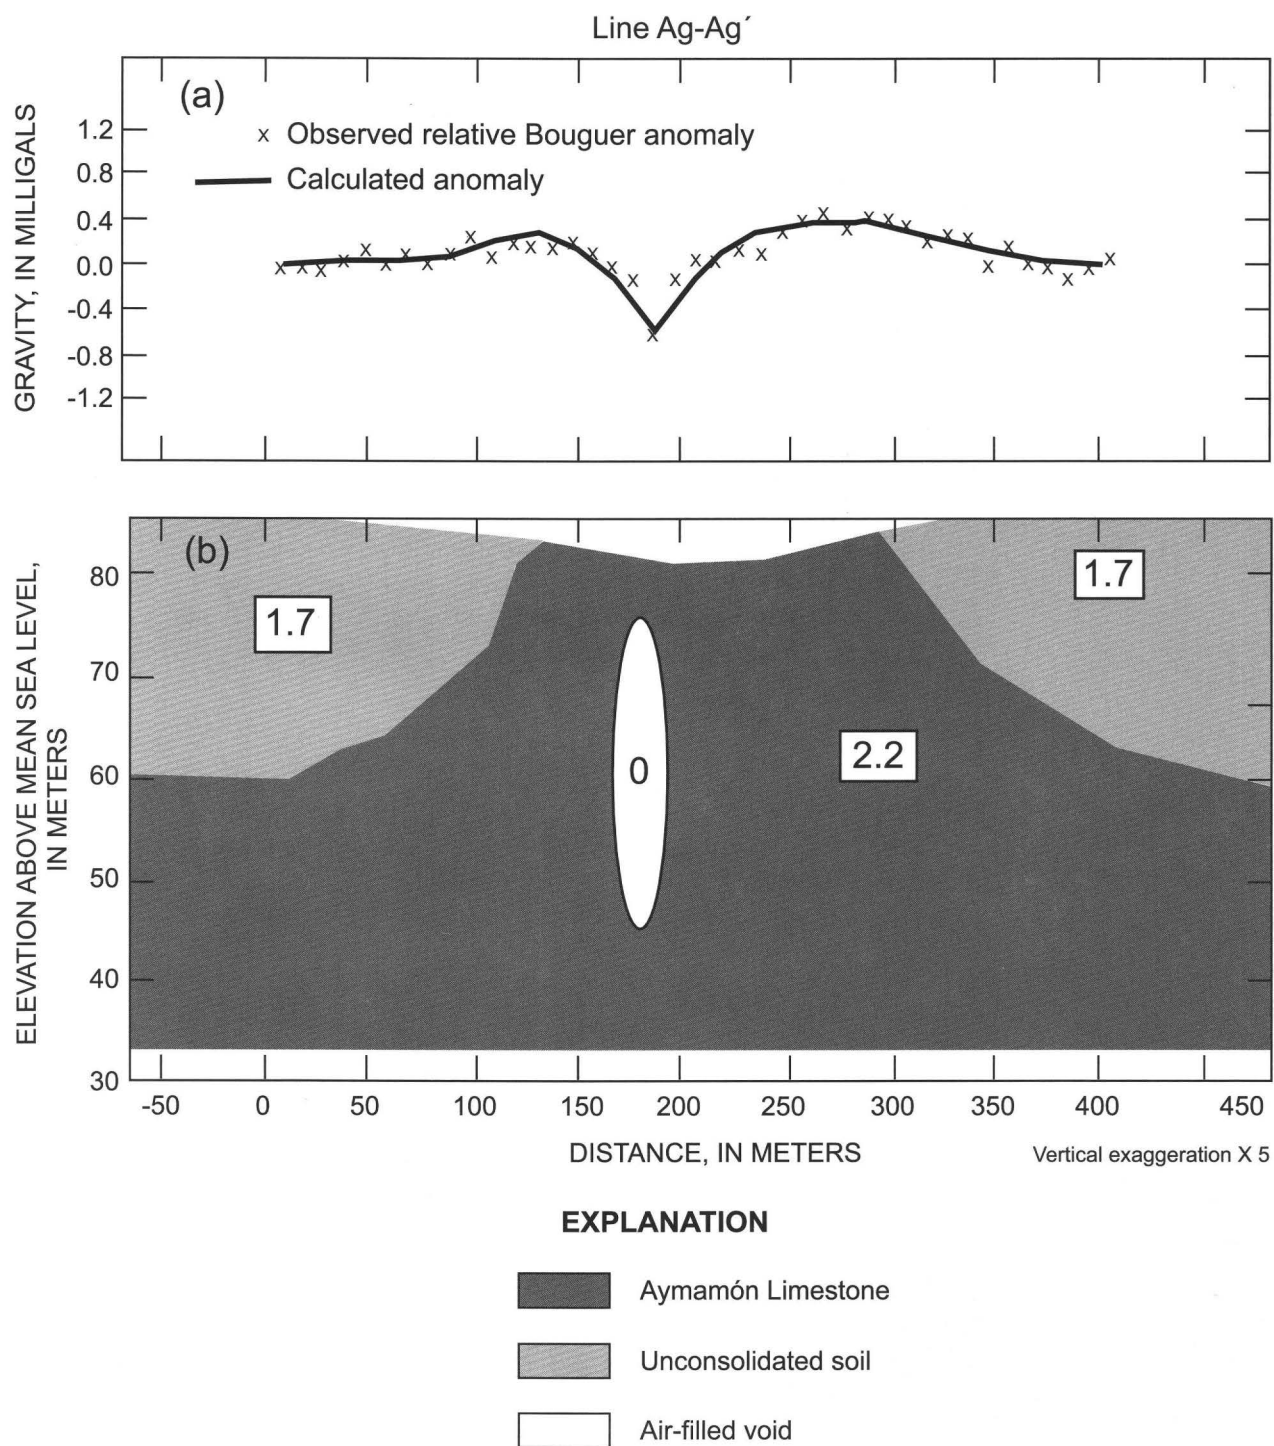 Line Ag-Ag´
(a)
x Observed relative Bouguer anomaly
Calculated anomaly
GRAVITY, IN MILLIGALS
1.2
0.8
0.4
0.0
-0.4
-0.8
-1.2
(b)
1.7
1.7
0
2.2
ELEVATION ABOVE MEAN SEA LEVEL,
IN METERS
80
70
60
50
40
30
-50 0 50 100 150 200 250 300 350 400 450
DISTANCE, IN METERS
Vertical exaggeration X 5
EXPLANATION
Aymamón Limestone
Unconsolidated soil
Air-filled void